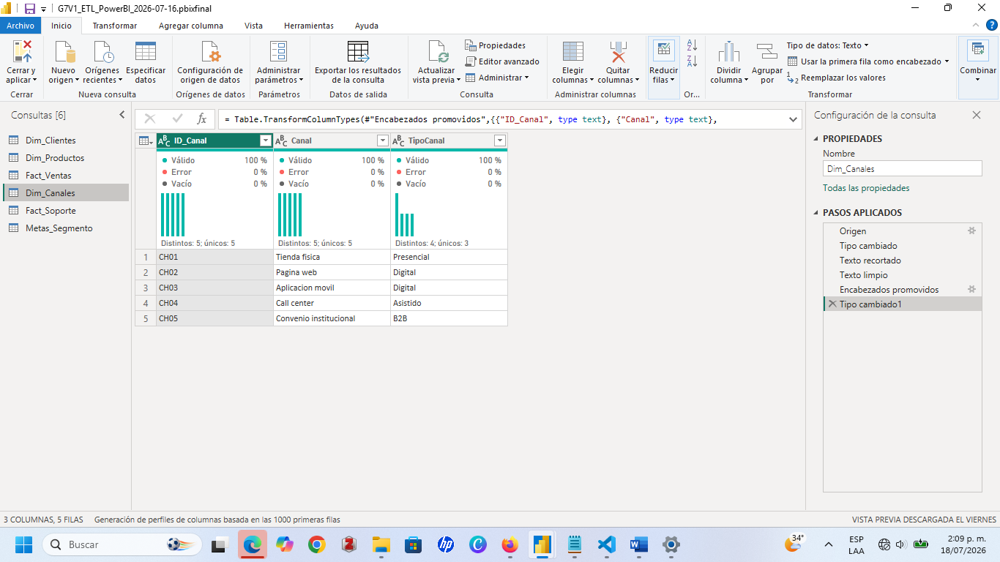 G7V1_ETL_PowerBI_2026-07-16.pbixfinal
Archivo Inicio Transformar Agregar columna Vista Herramientas Ayuda
Cerrar y aplicar
Cerrar
Nuevo origen
Orígenes recientes
Especificar datos
Nueva consulta
Configuración de origen de datos
Orígenes de datos
Administrar parámetros
Parámetros
Exportar los resultados de la consulta
Datos de salida
Actualizar vista previa
Propiedades
Editor avanzado
Administrar
Consulta
Elegir columnas
Quitar columnas
Administrar columnas
Reducir filas
Or...
Dividir columna
Agrupar por
Tipo de datos: Texto
Usar la primera fila como encabezado
Reemplazar los valores
Transformar
Combinar
Consultas [6]
Dim_Clientes
Dim_Productos
Fact_Ventas
Dim_Canales
Fact_Soporte
Metas_Segmento
fx = Table.TransformColumnTypes(#"Encabezados promovidos",{{"ID_Canal", type text}, {"Canal", type text},
ABC ID_Canal ABC Canal ABC TipoCanal
Válido 100 % Válido 100 % Válido 100 %
Error 0 % Error 0 % Error 0 %
Vacío 0 % Vacío 0 % Vacío 0 %
Distintos: 5; únicos: 5 Distintos: 5; únicos: 5 Distintos: 4; únicos: 3
1 CH01 Tienda fisica Presencial
2 CH02 Pagina web Digital
3 CH03 Aplicacion movil Digital
4 CH04 Call center Asistido
5 CH05 Convenio institucional B2B
Configuración de la consulta
PROPIEDADES
Nombre
Dim_Canales
Todas las propiedades
PASOS APLICADOS
Origen
Tipo cambiado
Texto recortado
Texto limpio
Encabezados promovidos
Tipo cambiado1
3 COLUMNAS, 5 FILAS Generación de perfiles de columnas basada en las 1000 primeras filas VISTA PREVIA DESCARGADA EL VIERNES
Buscar
34°
ESP
LAA
2:09 p. m.
18/07/2026